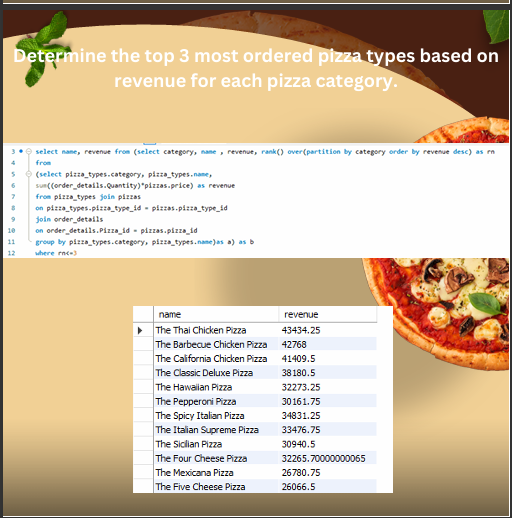 Determine the top 3 most ordered pizza types based on
revenue for each pizza category.
3 select name, revenue from (select category, name , revenue, rank() over(partition by category order by revenue desc) as rn
4 from
5 (select pizza_types.category, pizza_types.name,
6 sum((order_details.Quantity)*pizzas.price) as revenue
7 from pizza_types join pizzas
8 on pizza_types.pizza_type_id = pizzas.pizza_type_id
9 join order_details
10 on order_details.Pizza_id = pizzas.pizza_id
11 group by pizza_types.category, pizza_types.name)as a) as b
12 where rn<=3
name revenue
The Thai Chicken Pizza 43434.25
The Barbecue Chicken Pizza 42768
The California Chicken Pizza 41409.5
The Classic Deluxe Pizza 38180.5
The Hawaiian Pizza 32273.25
The Pepperoni Pizza 30161.75
The Spicy Italian Pizza 34831.25
The Italian Supreme Pizza 33476.75
The Sicilian Pizza 30940.5
The Four Cheese Pizza 32265.70000000065
The Mexicana Pizza 26780.75
The Five Cheese Pizza 26066.5